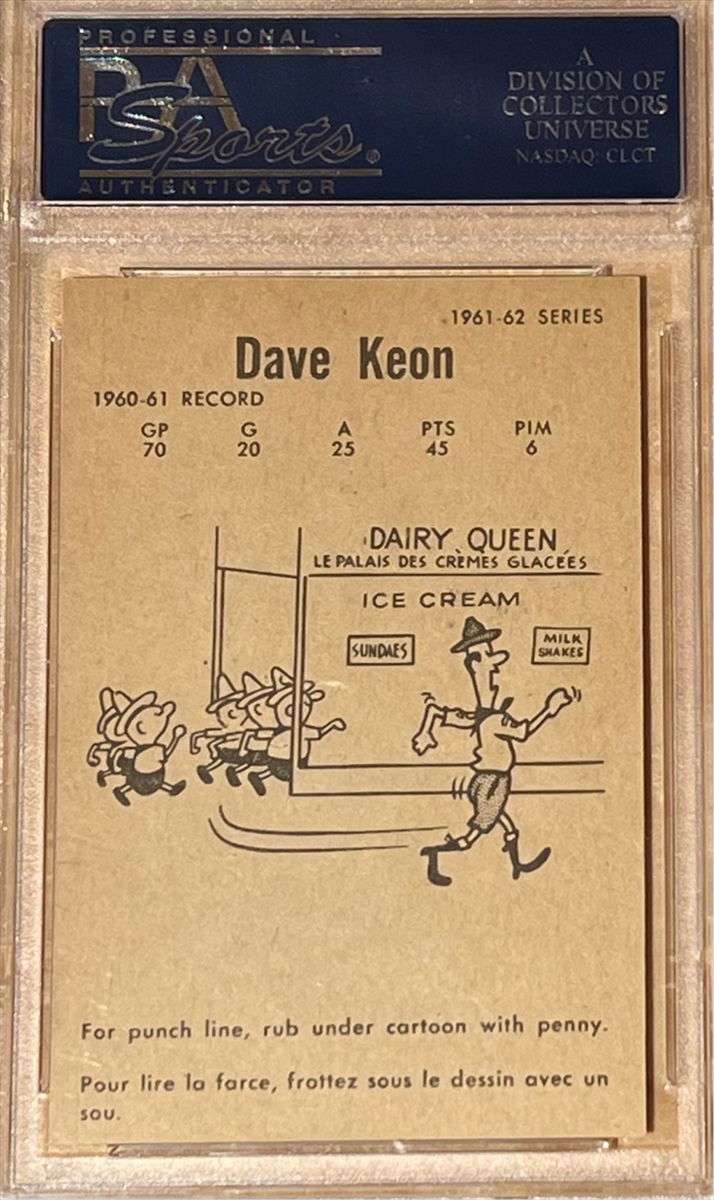 PROFESSIONAL
PSA
Sports®
AUTHENTICATOR
A
DIVISION OF
COLLECTORS
UNIVERSE
NASDAQ: CLCT
1961-62 SERIES
Dave Keon
1960-61 RECORD
GP G A PTS PIM
70 20 25 45 6
DAIRY QUEEN
LE PALAIS DES CRÈMES GLACÉES
ICE CREAM
SUNDAES
MILK
SHAKES
For punch line, rub under cartoon with penny.
Pour lire la farce, frottez sous le dessin avec un
sou.